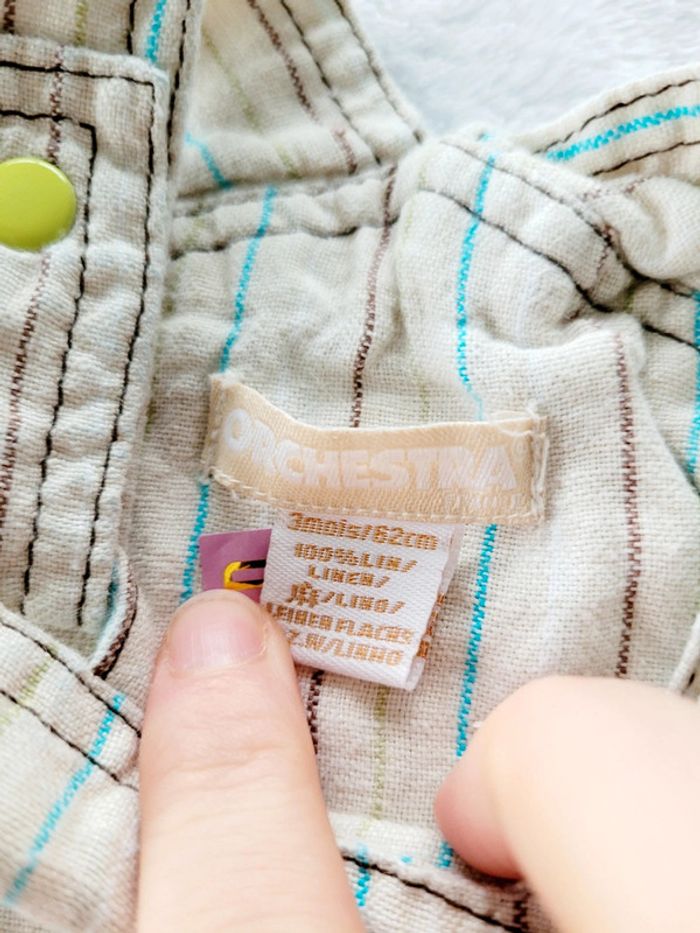 ORCHESTRA
3mois/62cm
100%LIN/
LINEN/
麻/LINO/
LEINEN FLACHS
/LINHO